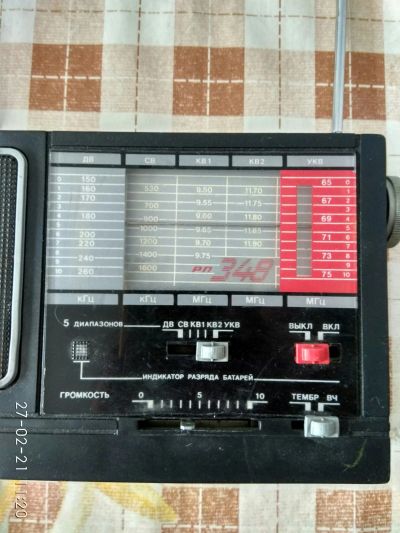 ДВ СВ КВ1 КВ2 УКВ
0 150 65 0
1 160 530 9.50 11.70 1
2 170 67 2
3 700 9.55 11.75 3
4 180 900 9.60 11.80 69 4
5 1000 9.65 11.85 5
6 200 71 6
7 220 1200 9.70 11.90 7
8 240 1400 9.75 73 8
9 9
10 260 1600 75 10
РП 348
кГц кГц МГц МГц МГц
5 ДИАПАЗОНОВ
ДВ СВ КВ1 КВ2 УКВ
ВЫКЛ ВКЛ
ИНДИКАТОР РАЗРЯДА БАТАРЕЙ
ГРОМКОСТЬ 0 5 10
ТЕМБР ВЧ
27-02-21 11:20